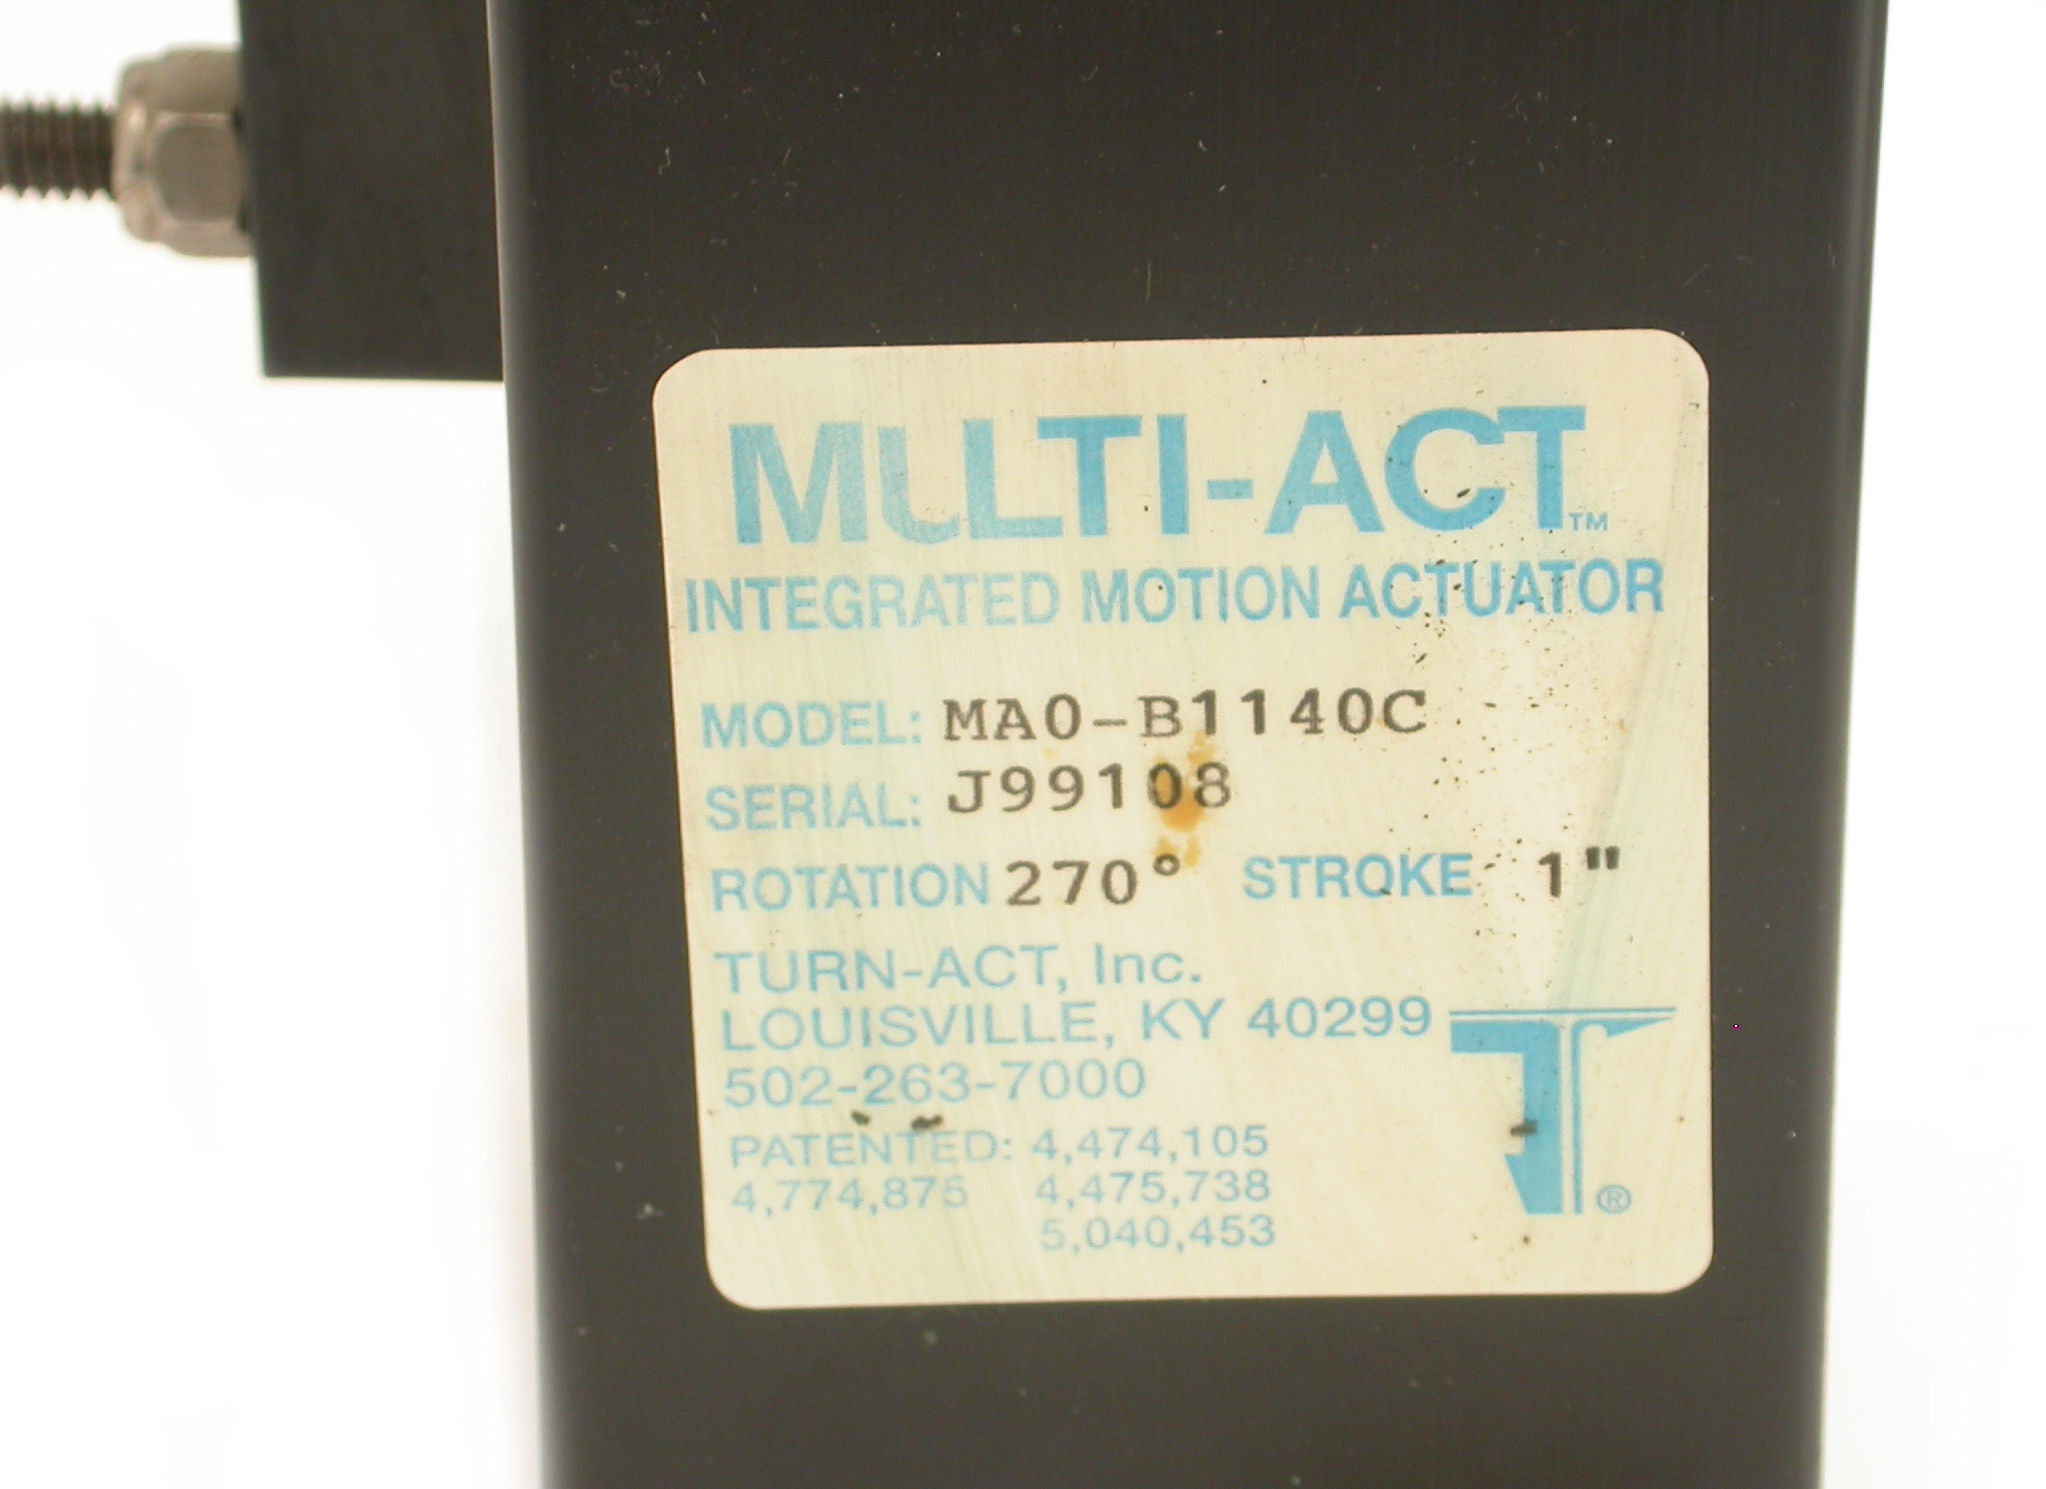 MULTI-ACT™
INTEGRATED MOTION ACTUATOR
MODEL: MA0-B1140C
SERIAL: J99108
ROTATION 270° STROKE 1"
TURN-ACT, Inc.
LOUISVILLE, KY 40299
502-263-7000
PATENTED: 4,474,105
4,774,875 4,475,738
5,040,453
®